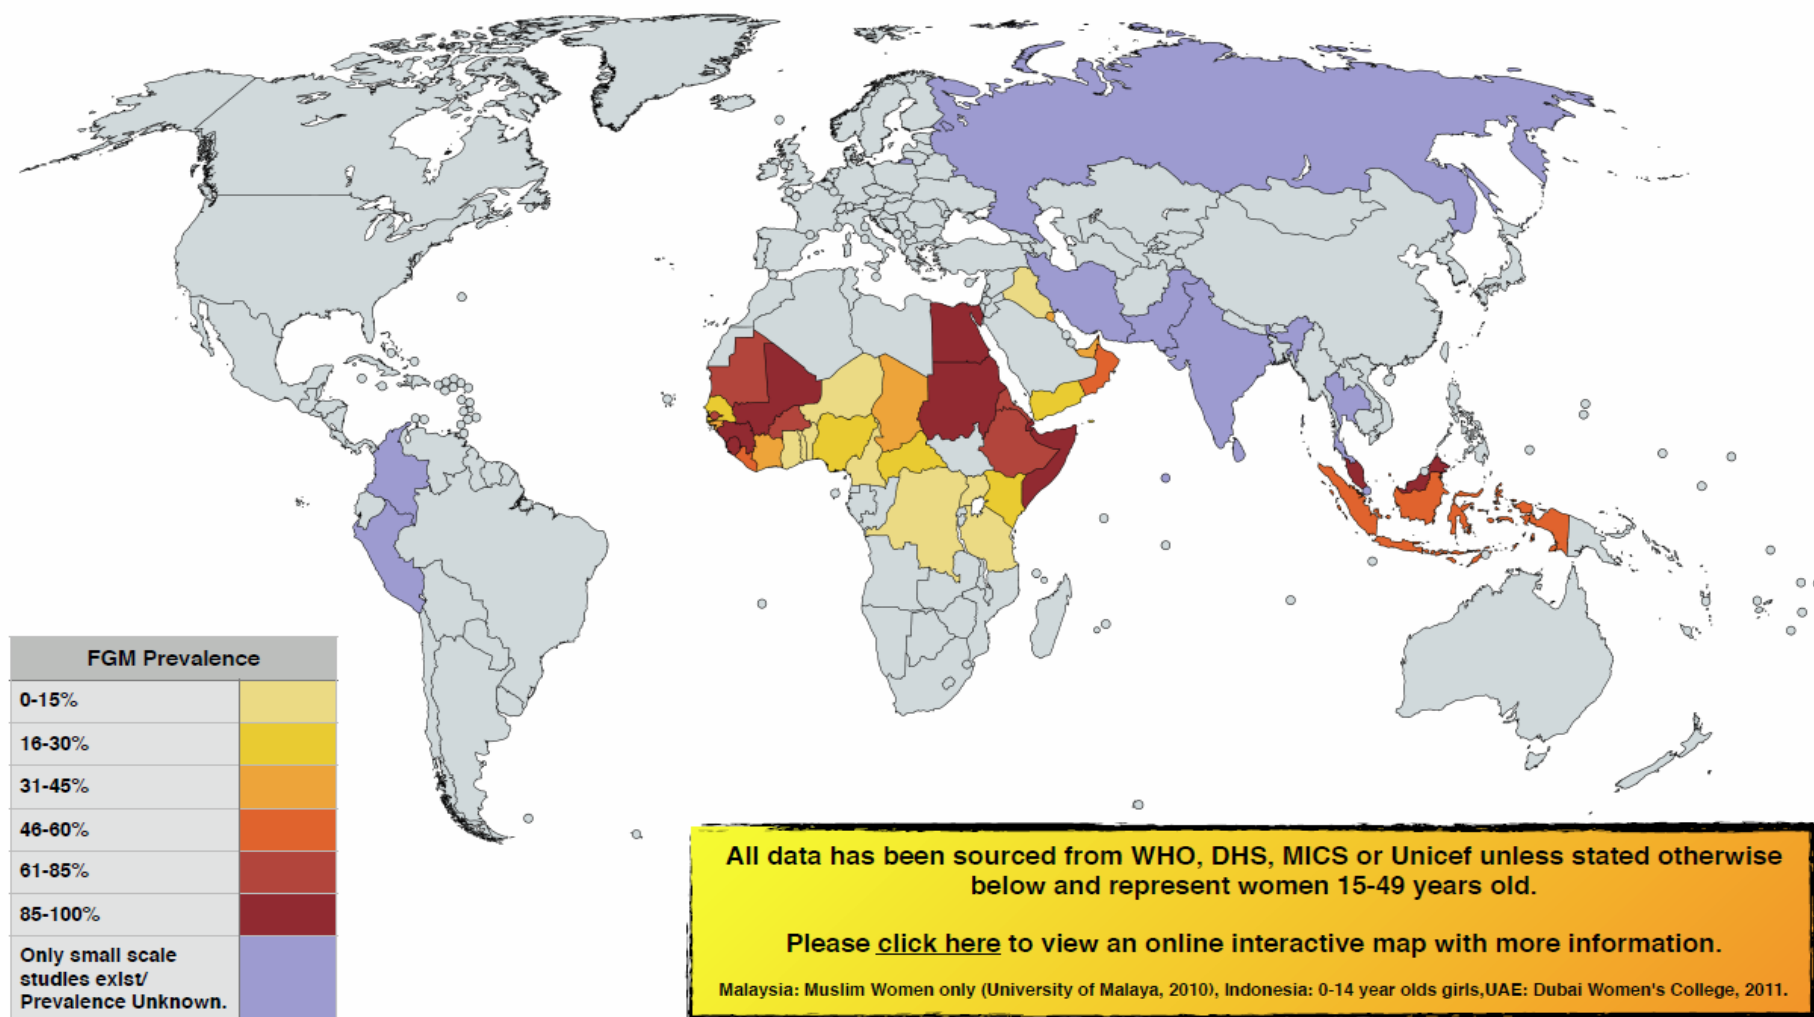 FGM Prevalence
0-15%
16-30%
31-45%
46-60%
61-85%
85-100%
Only small scale
studies exist/
Prevalence Unknown.
All data has been sourced from WHO, DHS, MICS or Unicef unless stated otherwise
below and represent women 15-49 years old.
Please click here to view an online interactive map with more information.
Malaysia: Muslim Women only (University of Malaya, 2010), Indonesia: 0-14 year olds girls,UAE: Dubai Women's College, 2011.